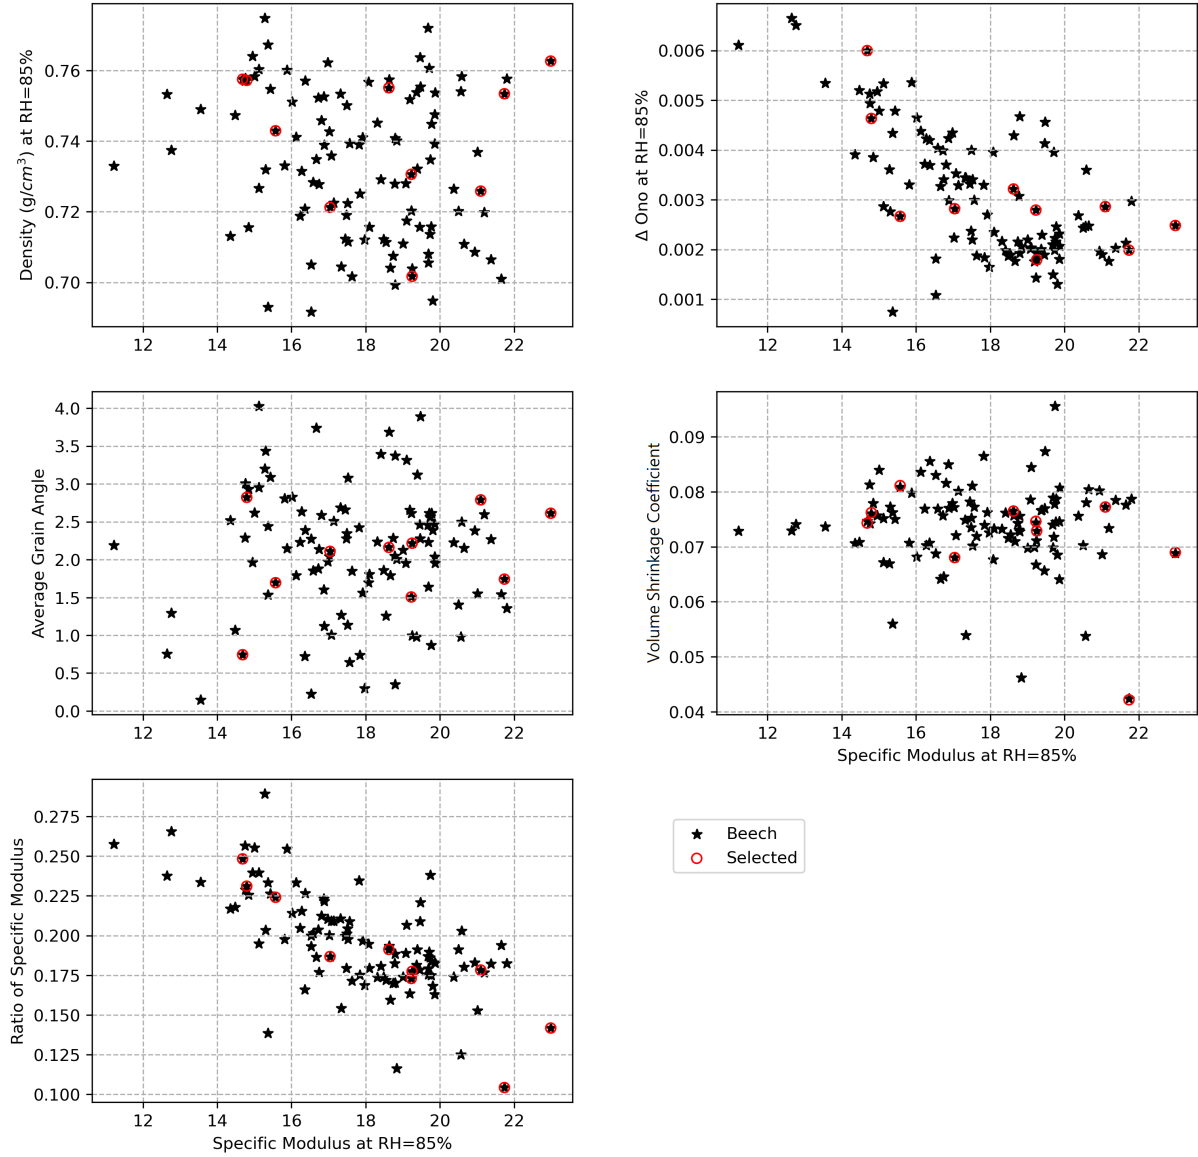 Density (g/cm³) at RH=85%
0.76
0.74
0.72
0.70
12 14 16 18 20 22
Δ Ono at RH=85%
0.006
0.005
0.004
0.003
0.002
0.001
12 14 16 18 20 22
Average Grain Angle
4.0
3.5
3.0
2.5
2.0
1.5
1.0
0.5
0.0
12 14 16 18 20 22
Volume Shrinkage Coefficient
0.09
0.08
0.07
0.06
0.05
0.04
12 14 16 18 20 22
Specific Modulus at RH=85%
Ratio of Specific Modulus
0.275
0.250
0.225
0.200
0.175
0.150
0.125
0.100
12 14 16 18 20 22
Specific Modulus at RH=85%
Beech
Selected